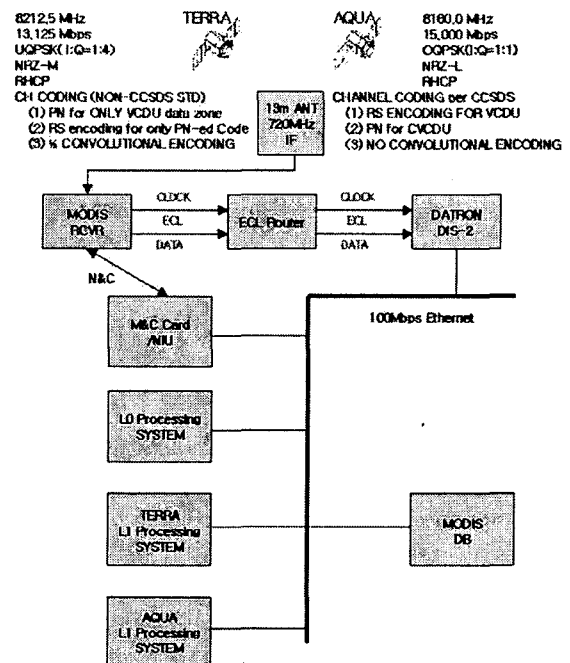 8212.5 MHz
13.125 Mbps
UQPSK( I:Q=1:4)
NRZ-M
RHCP
CH CODING (NON-CCSDS STD)
(1) PN for ONLY VCDU data zone
(2) RS encoding for only PN-ed Code
(3) ½ CONVOLUTIONAL ENCODING
TERRA
AQUA
8160.0 MHz
15,000 Mbps
OQPSK(I:Q=1:1)
NRZ-L
RHCP
CHANNEL CODING per CCSDS
(1) RS ENCODING FOR VCDU
(2) PN for CVCDU
(3) NO CONVOLUTIONAL ENCODING
13m ANT
720MHz
IF
MODIS
RCVR
CLOCK
ECL
DATA
ECL Router
CLOCK
ECL
DATA
DATRON
DIS-2
M&C
M&C Card
/NIU
100Mbps Ethernet
L0 Processing
SYSTEM
TERRA
L1 Processing
SYSTEM
MODIS
DB
AQUA
L1 Processing
SYSTEM